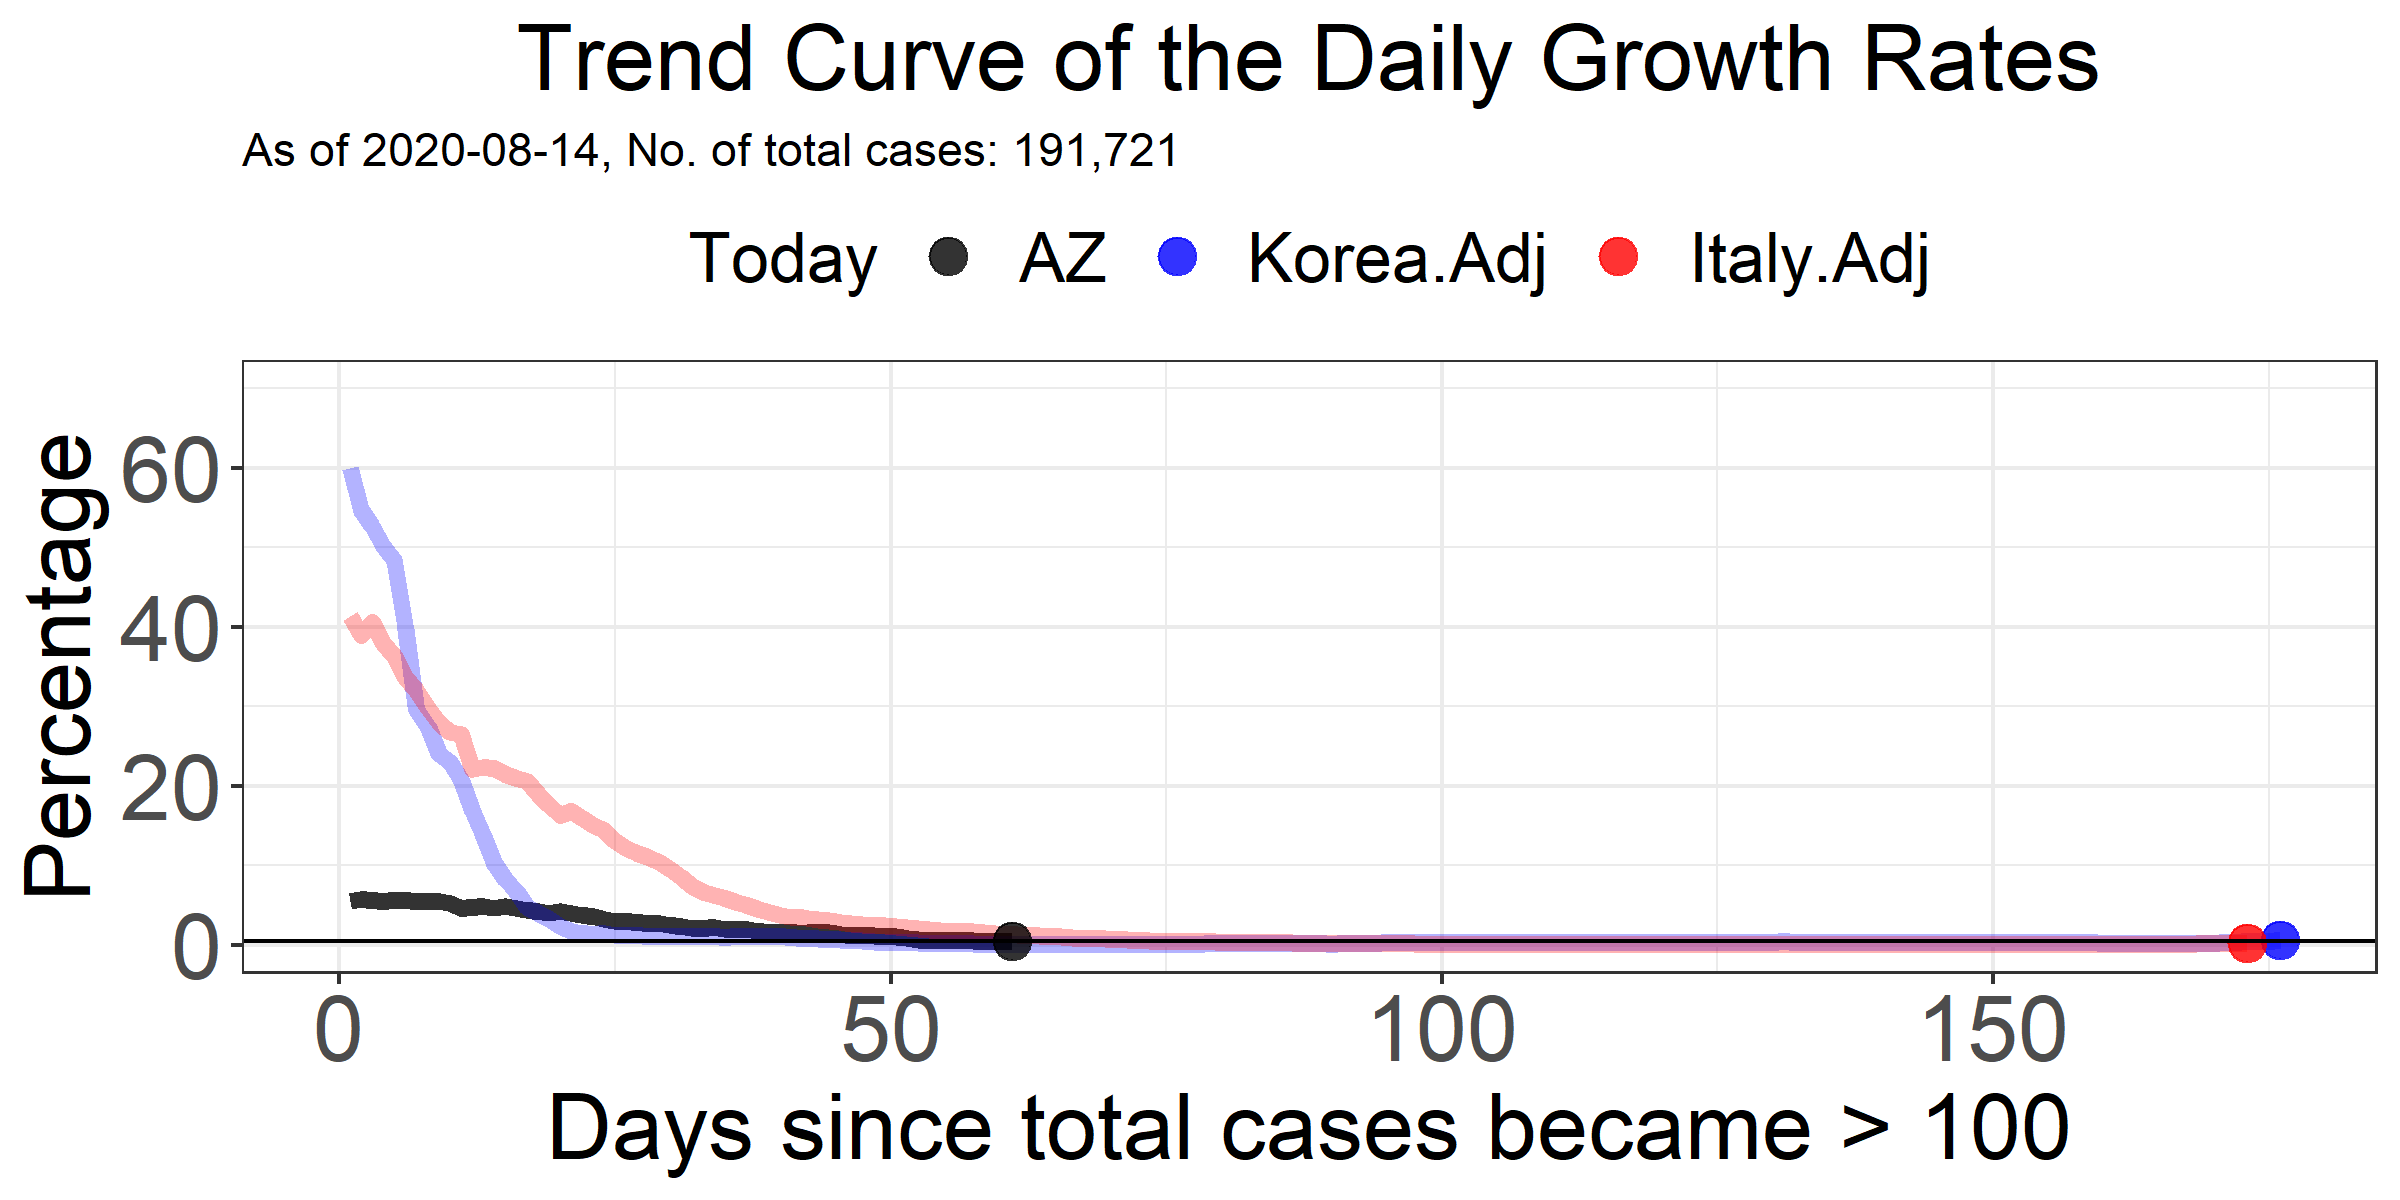 Trend Curve of the Daily Growth Rates
As of 2020-08-14, No. of total cases: 191,721
Today AZ Korea.Adj Italy.Adj
Percentage
60
40
20
0
0 50 100 150
Days since total cases became > 100